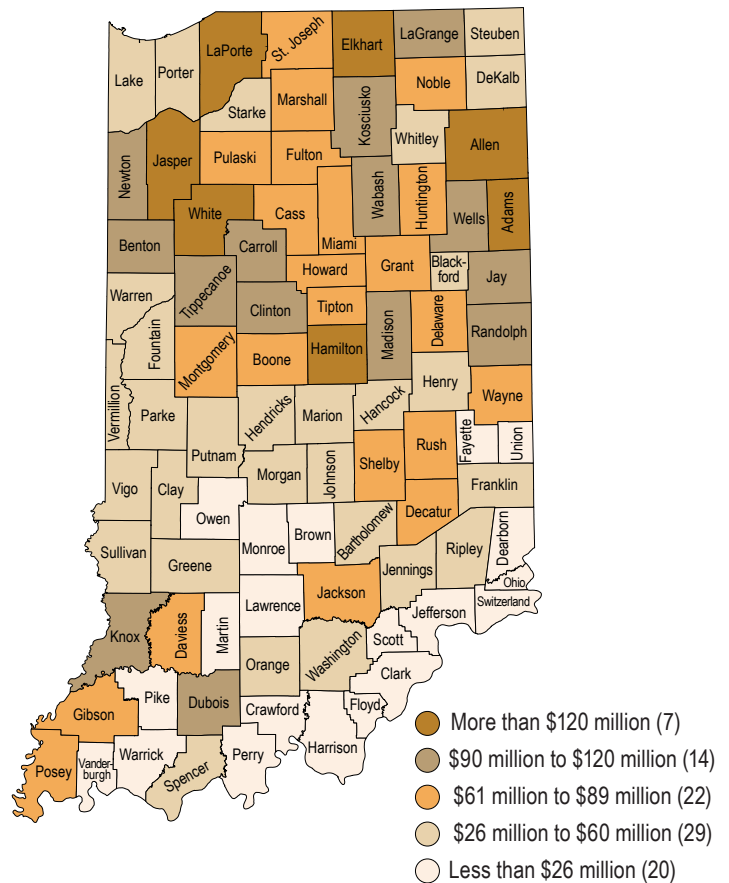 Lake
Porter
LaPorte
St. Joseph
Elkhart
LaGrange
Steuben
Noble
DeKalb
Starke
Marshall
Kosciusko
Whitley
Allen
Newton
Jasper
Pulaski
Fulton
Wabash
Huntington
Wells
Adams
White
Cass
Miami
Benton
Carroll
Howard
Grant
Black-
ford
Jay
Warren
Tippecanoe
Clinton
Tipton
Madison
Delaware
Randolph
Fountain
Montgomery
Boone
Hamilton
Henry
Wayne
Vermillion
Parke
Putnam
Hendricks
Marion
Hancock
Rush
Fayette
Union
Vigo
Clay
Morgan
Johnson
Shelby
Franklin
Owen
Monroe
Brown
Bartholomew
Decatur
Dearborn
Sullivan
Greene
Jennings
Ripley
Ohio
Switzerland
Knox
Daviess
Martin
Lawrence
Jackson
Jefferson
Scott
Orange
Washington
Clark
Gibson
Pike
Dubois
Crawford
Floyd
Harrison
Posey
Vander-
burgh
Warrick
Spencer
Perry
More than $120 million (7)
$90 million to $120 million (14)
$61 million to $89 million (22)
$26 million to $60 million (29)
Less than $26 million (20)